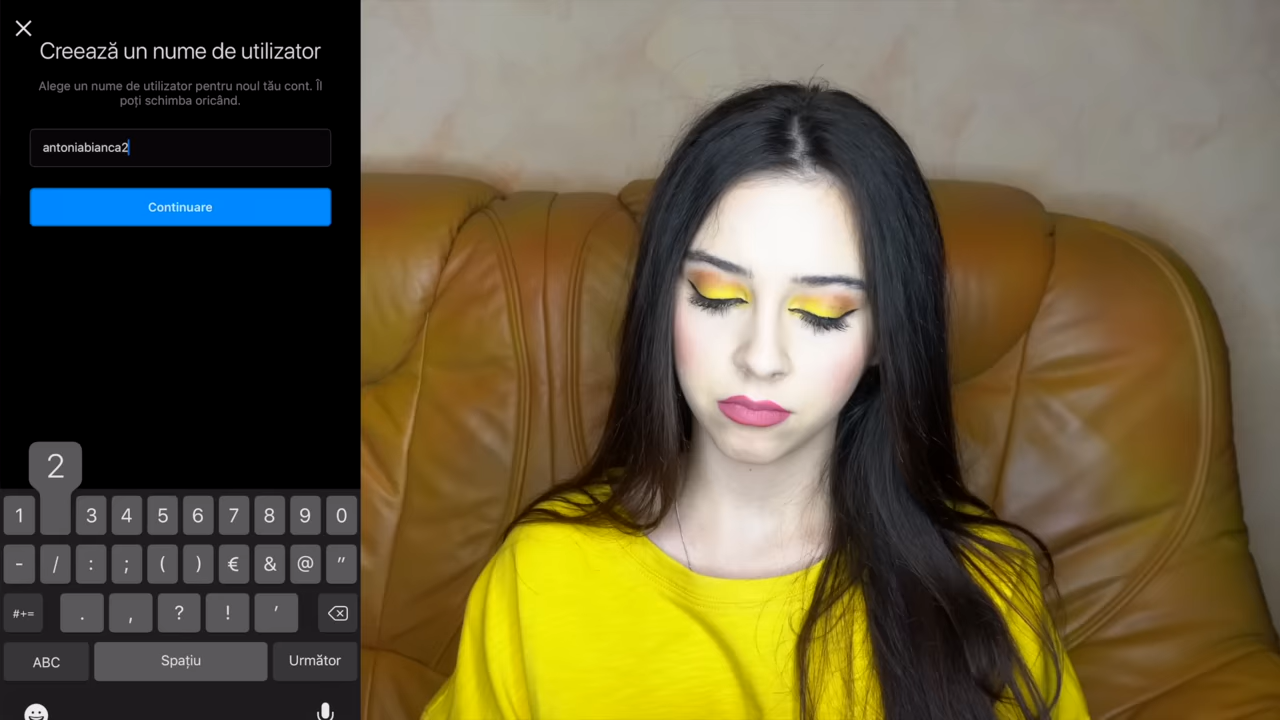 Creează un nume de utilizator
Alege un nume de utilizator pentru noul tău cont. Îl
poți schimba oricând.
antoniabianca2
Continuare
2
1 3 4 5 6 7 8 9 0
- / : ; ( ) € & @ "
#+= . , ? ! '
ABC Spațiu Următor